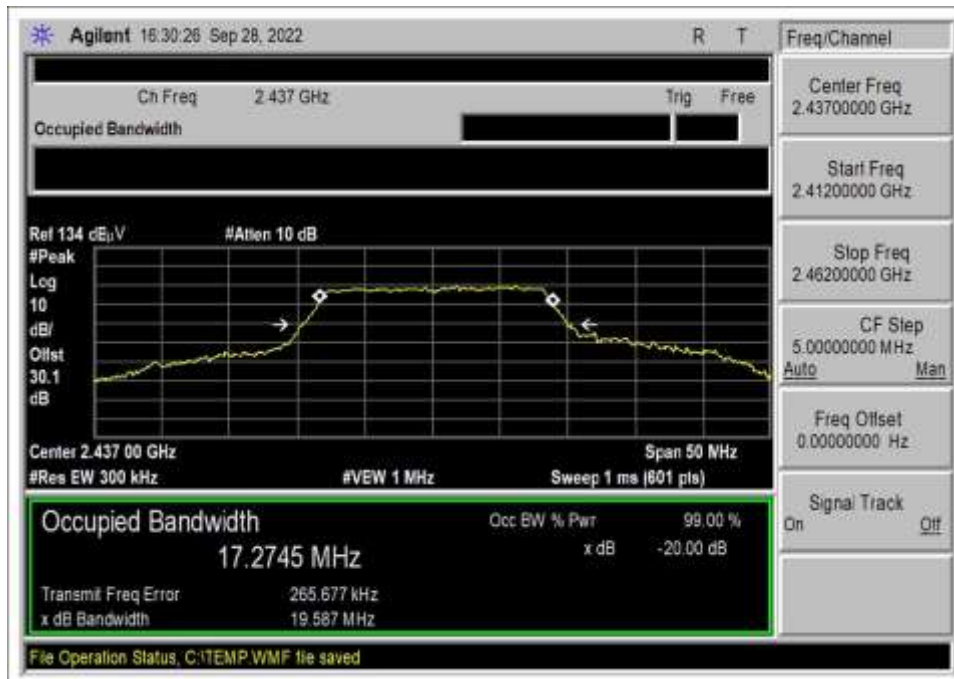 Agilent 16:30:26 Sep 28, 2022 R T
Ch Freq 2.437 GHz Trig Free
Occupied Bandwidth
Ref 134 dBµV #Atten 10 dB
#Peak
Log
10
dB/
Offst
30.1
dB
Center 2.437 00 GHz Span 50 MHz
#Res BW 300 kHz #VBW 1 MHz Sweep 1 ms (601 pts)
Occupied Bandwidth Occ BW % Pwr 99.00 %
17.2745 MHz x dB -20.00 dB
Transmit Freq Error 265.677 kHz
x dB Bandwidth 19.587 MHz
File Operation Status, C:\TEMP.WMF file saved
Freq/Channel
Center Freq
2.43700000 GHz
Start Freq
2.41200000 GHz
Stop Freq
2.46200000 GHz
CF Step
5.00000000 MHz
Auto Man
Freq Offset
0.00000000 Hz
Signal Track
On Off